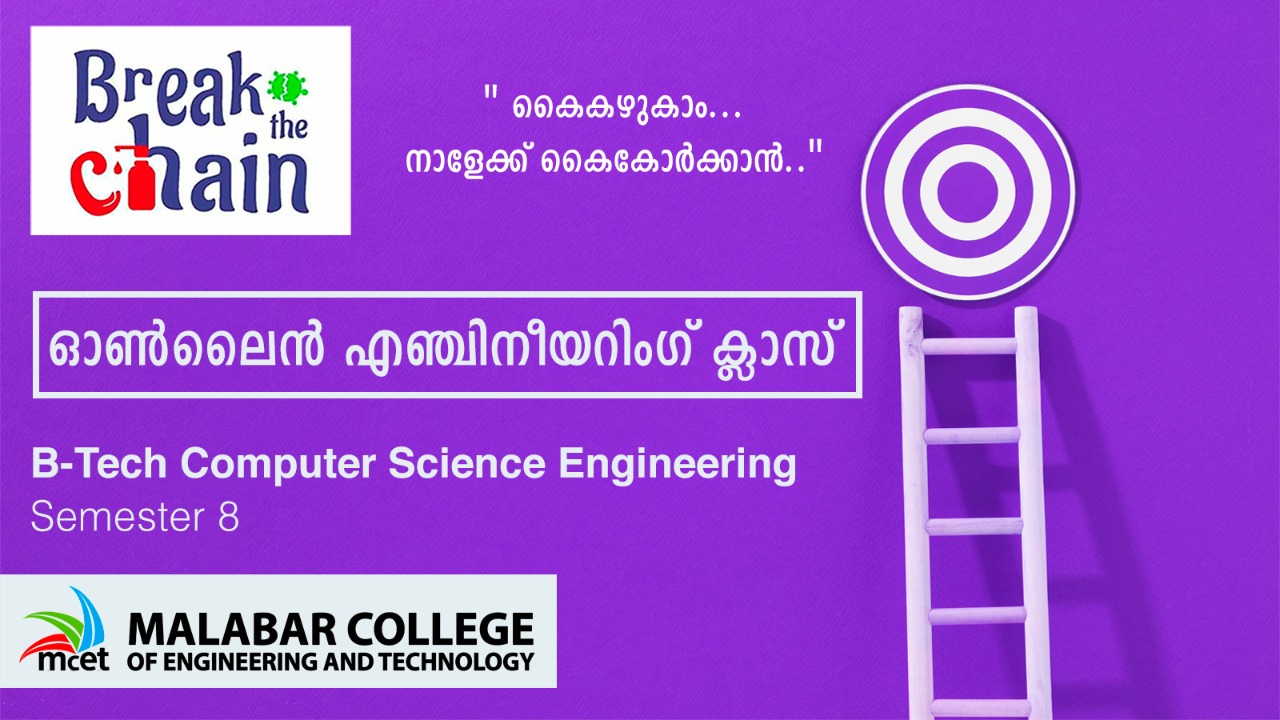 Break
the
chain
" കൈകഴുകാം...
നാളേക്ക് കൈകോർക്കാൻ.."
ഓൺലൈൻ എഞ്ചിനീയറിംഗ് ക്ലാസ്
B-Tech Computer Science Engineering
Semester 8
mcet
MALABAR COLLEGE
OF ENGINEERING AND TECHNOLOGY